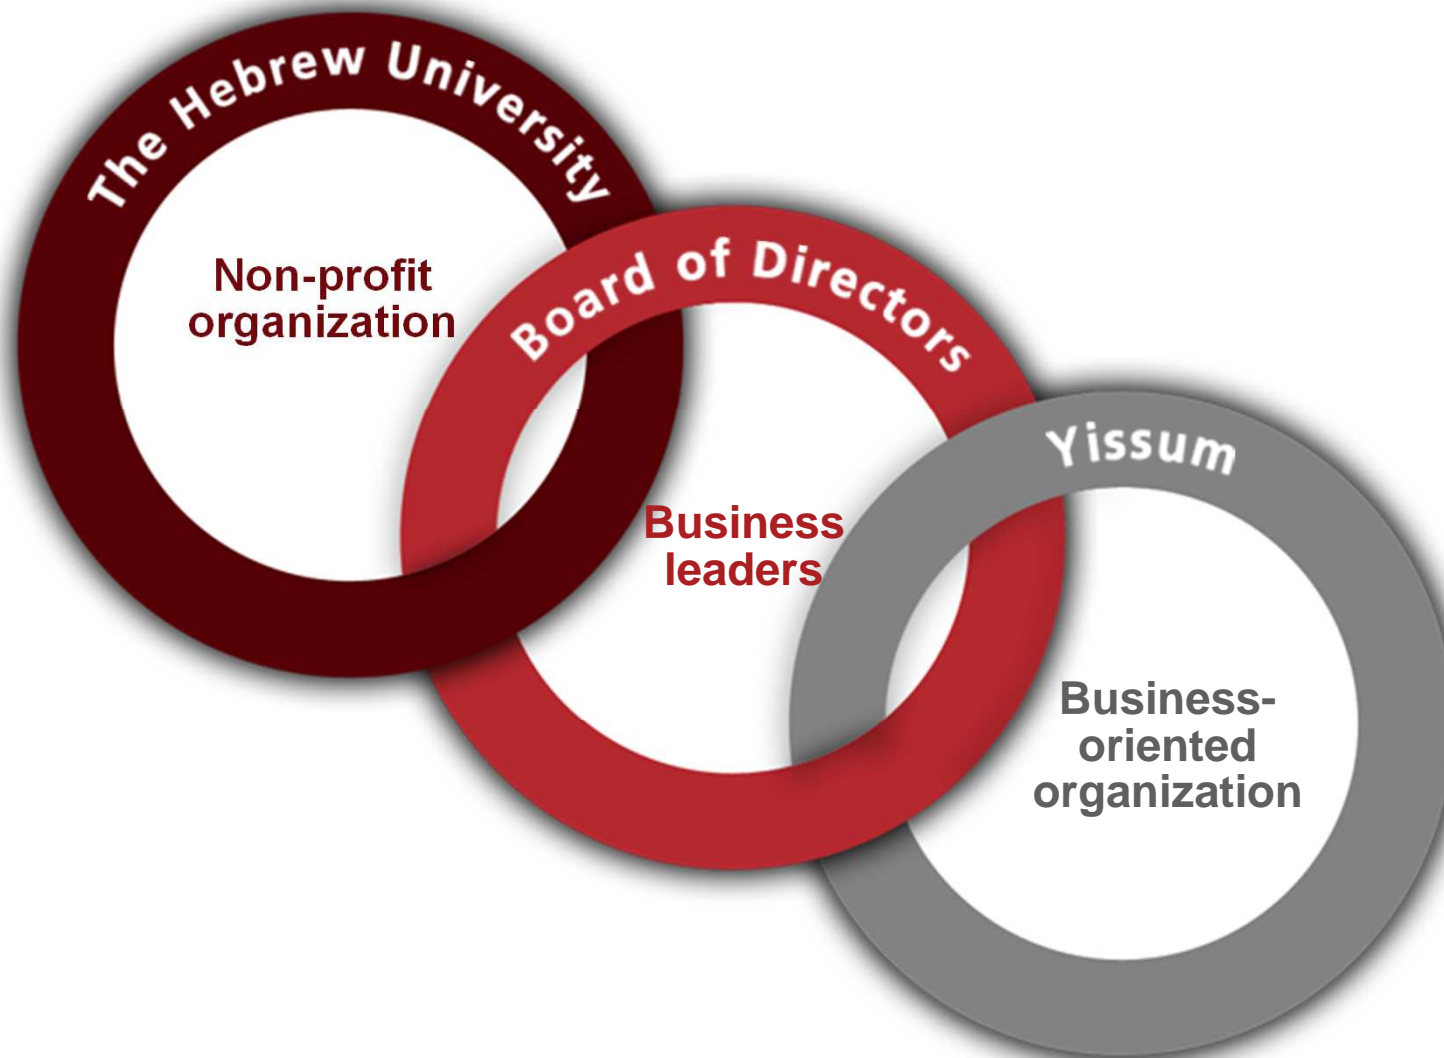 The Hebrew University
Non-profit
organization
Board of Directors
Business
leaders
Yissum
Business-
oriented
organization